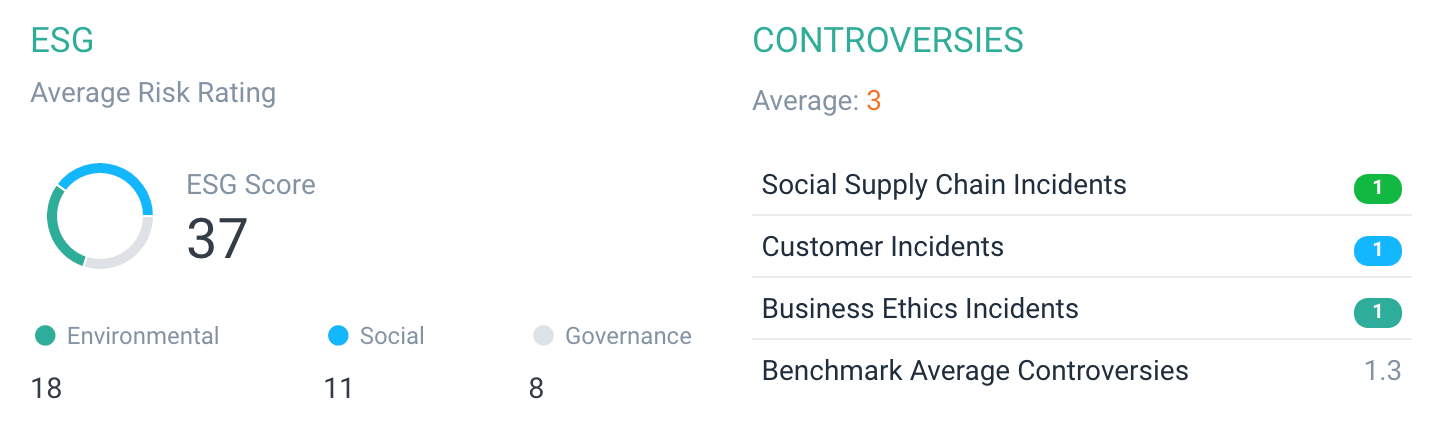 ESG
Average Risk Rating
ESG Score
37
Environmental
18
Social
11
Governance
8
CONTROVERSIES
Average: 3
Social Supply Chain Incidents 1
Customer Incidents 1
Business Ethics Incidents 1
Benchmark Average Controversies 1.3